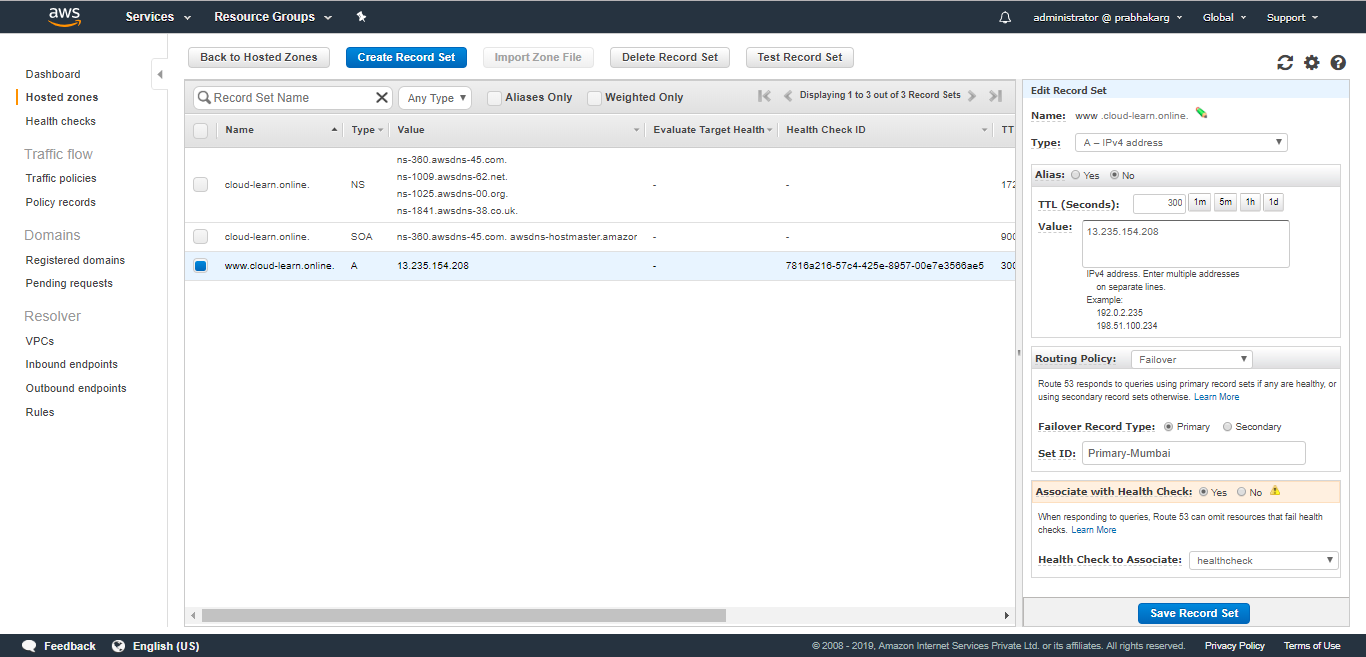 aws
Services
Resource Groups
administrator @ prabhakarg
Global
Support
Dashboard
Hosted zones
Health checks
Traffic flow
Traffic policies
Policy records
Domains
Registered domains
Pending requests
Resolver
VPCs
Inbound endpoints
Outbound endpoints
Rules
Back to Hosted Zones
Create Record Set
Import Zone File
Delete Record Set
Test Record Set
Record Set Name
Any Type
Aliases Only
Weighted Only
Displaying 1 to 3 out of 3 Record Sets
Name Type Value Evaluate Target Health Health Check ID TT
ns-360.awsdns-45.com.
ns-1009.awsdns-62.net.
cloud-learn.online. NS - - 172
ns-1025.awsdns-00.org.
ns-1841.awsdns-38.co.uk.
cloud-learn.online. SOA ns-360.awsdns-45.com. awsdns-hostmaster.amazor - - 900
www.cloud-learn.online. A 13.235.154.208 - 7816a216-57c4-425e-8957-00e7e3566ae5 300
Edit Record Set
Name: www .cloud-learn.online.
Type: A – IPv4 address
Alias: Yes No
TTL (Seconds): 300 1m 5m 1h 1d
Value: 13.235.154.208
IPv4 address. Enter multiple addresses
on separate lines.
Example:
192.0.2.235
198.51.100.234
Routing Policy: Failover
Route 53 responds to queries using primary record sets if any are healthy, or
using secondary record sets otherwise. Learn More
Failover Record Type: Primary Secondary
Set ID: Primary-Mumbai
Associate with Health Check: Yes No
When responding to queries, Route 53 can omit resources that fail health
checks. Learn More
Health Check to Associate: healthcheck
Save Record Set
Feedback
English (US)
© 2008 - 2019, Amazon Internet Services Private Ltd. or its affiliates. All rights reserved.
Privacy Policy
Terms of Use